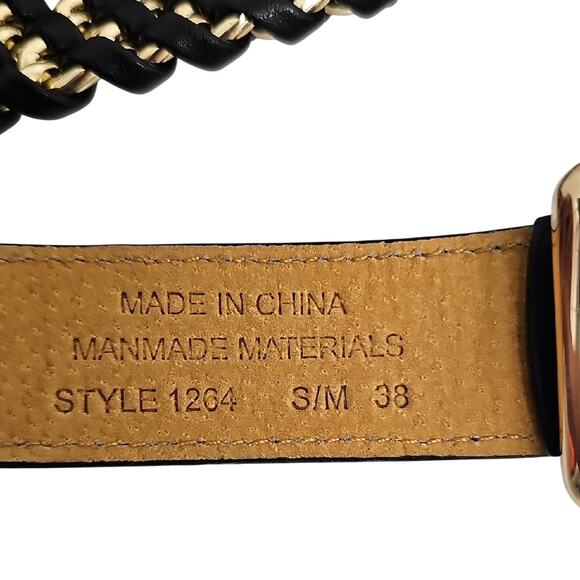 MADE IN CHINA
MANMADE MATERIALS
STYLE 1264 S/M 38